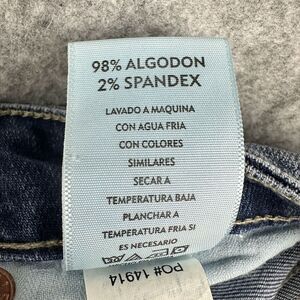 98% ALGODON
2% SPANDEX
LAVADO A MAQUINA
CON AGUA FRIA
CON COLORES
SIMILARES
SECAR A
TEMPERATURA BAJA
PLANCHAR A
TEMPERATURA FRIA SI
ES NECESARIO
PO# 14914